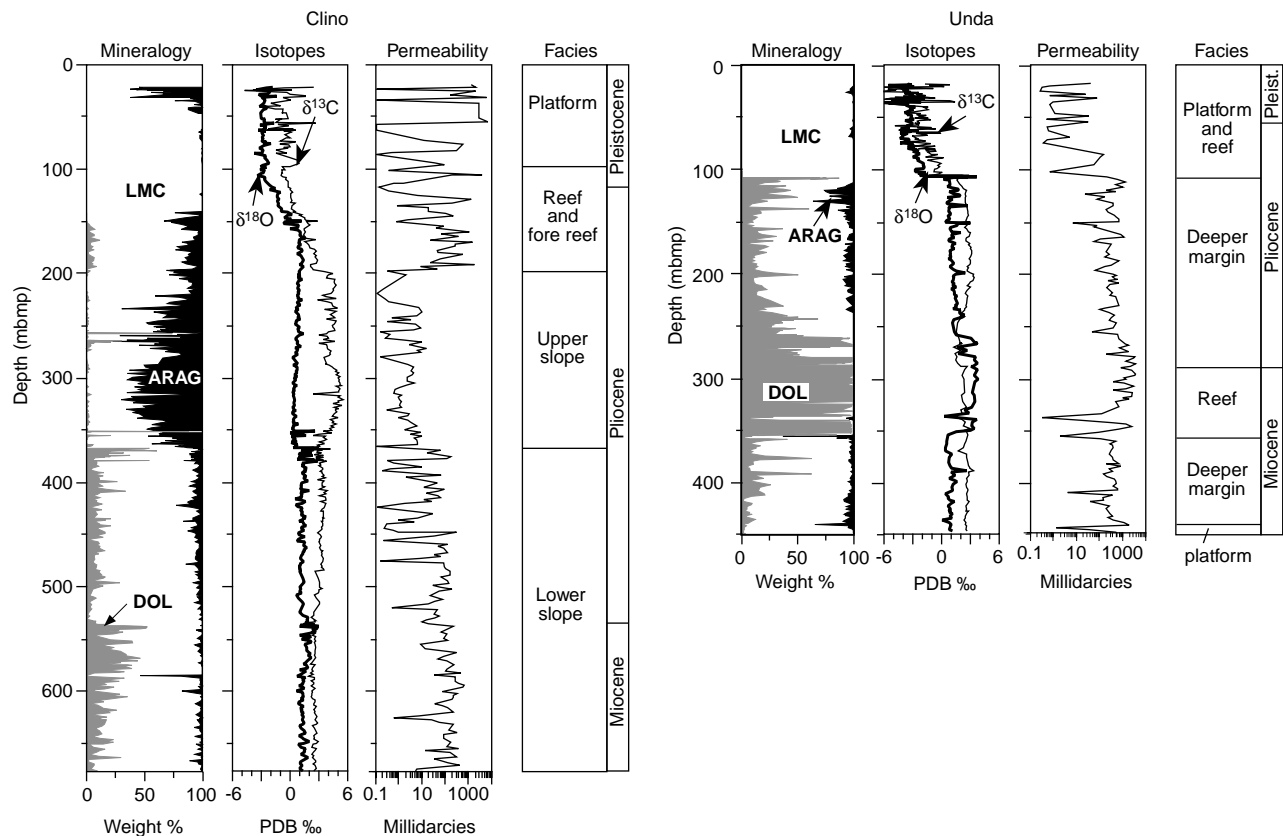 Clino
Mineralogy
Isotopes
Permeability
Facies
0
100
200
300
400
500
600
Depth (mbmp)
LMC
ARAG
DOL
δ13C
δ18O
Platform
Reef
and
fore reef
Upper
slope
Lower
slope
Pleistocene
Pliocene
Miocene
0 50 100
-6 0 6
0.1 10 1000
Weight %
PDB ‰
Millidarcies
Unda
Mineralogy
Isotopes
Permeability
Facies
0
100
200
300
400
Depth (mbmp)
LMC
ARAG
DOL
δ13C
δ18O
Platform
and
reef
Deeper
margin
Reef
Deeper
margin
platform
Pleist.
Pliocene
Miocene
0 50 100
-6 0 6
0.1 10 1000
Weight %
PDB ‰
Millidarcies